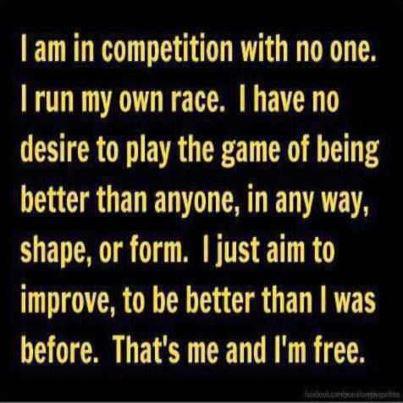 I am in competition with no one.
I run my own race.  I have no
desire to play the game of being
better than anyone, in any way,
shape, or form.  I just aim to
improve, to be better than I was
before.  That's me and I'm free.